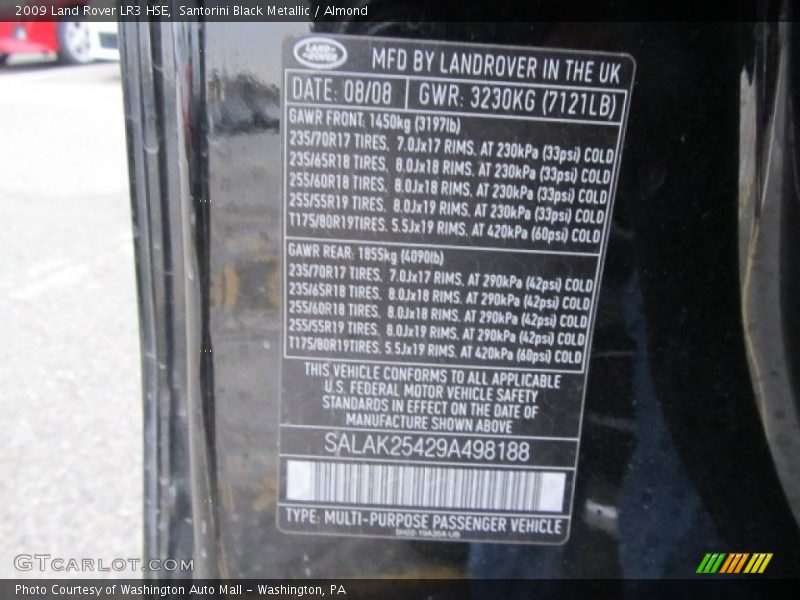 2009 Land Rover LR3 HSE, Santorini Black Metallic / Almond
LAND-
ROVER
MFD BY LANDROVER IN THE UK
DATE: 08/08
GWR: 3230KG (7121LB)
GAWR FRONT: 1450kg (3197lb)
235/70R17 TIRES, 7.0Jx17 RIMS. AT 230kPa (33psi) COLD
235/65R18 TIRES, 8.0Jx18 RIMS. AT 230kPa (33psi) COLD
255/60R18 TIRES, 8.0Jx18 RIMS. AT 230kPa (33psi) COLD
255/55R19 TIRES, 8.0Jx19 RIMS. AT 230kPa (33psi) COLD
T175/80R19TIRES. 5.5Jx19 RIMS. AT 420kPa (60psi) COLD
GAWR REAR: 1855kg (4090lb)
235/70R17 TIRES, 7.0Jx17 RIMS. AT 290kPa (42psi) COLD
235/65R18 TIRES, 8.0Jx18 RIMS. AT 290kPa (42psi) COLD
255/60R18 TIRES, 8.0Jx18 RIMS. AT 290kPa (42psi) COLD
255/55R19 TIRES, 8.0Jx19 RIMS. AT 290kPa (42psi) COLD
T175/80R19TIRES. 5.5Jx19 RIMS. AT 420kPa (60psi) COLD
THIS VEHICLE CONFORMS TO ALL APPLICABLE
U.S. FEDERAL MOTOR VEHICLE SAFETY
STANDARDS IN EFFECT ON THE DATE OF
MANUFACTURE SHOWN ABOVE
SALAK25429A498188
TYPE: MULTI-PURPOSE PASSENGER VEHICLE
GTCARLOT.COM
Photo Courtesy of Washington Auto Mall - Washington, PA